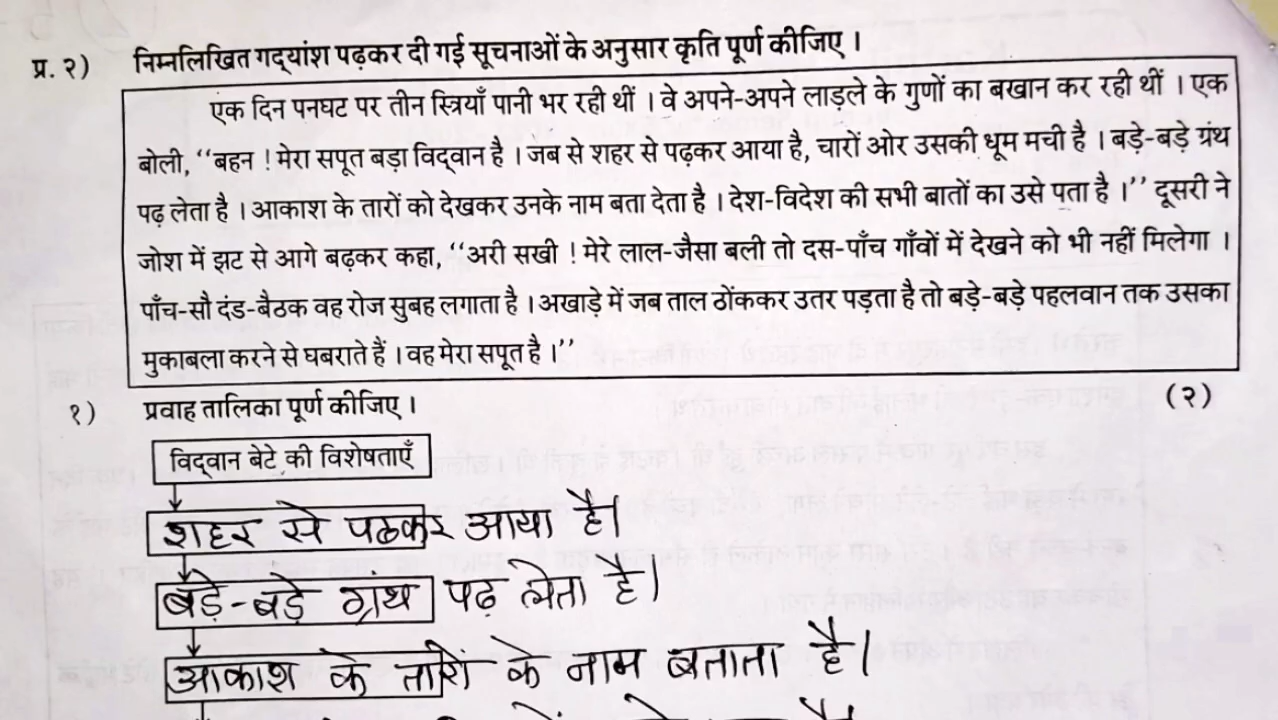 प्र. २) निम्नलिखित गद्यांश पढ़कर दी गई सूचनाओं के अनुसार कृति पूर्ण कीजिए ।
एक दिन पनघट पर तीन स्त्रियाँ पानी भर रही थीं । वे अपने-अपने लाड़ले के गुणों का बखान कर रही थीं । एक
बोली, ‘‘बहन ! मेरा सपूत बड़ा विद्वान है । जब से शहर से पढ़कर आया है, चारों ओर उसकी धूम मची है । बड़े-बड़े ग्रंथ
पढ़ लेता है । आकाश के तारों को देखकर उनके नाम बता देता है । देश-विदेश की सभी बातों का उसे पता है ।’’ दूसरी ने
जोश में झट से आगे बढ़कर कहा, ‘‘अरी सखी ! मेरे लाल-जैसा बली तो दस-पाँच गाँवों में देखने को भी नहीं मिलेगा ।
पाँच-सौ दंड-बैठक वह रोज सुबह लगाता है । अखाड़े में जब ताल ठोंककर उतर पड़ता है तो बड़े-बड़े पहलवान तक उसका
मुकाबला करने से घबराते हैं । वह मेरा सपूत है ।’’
१) प्रवाह तालिका पूर्ण कीजिए । (२)
विद्वान बेटे की विशेषताएँ
शहर से पढकर आया है।
बड़े-बड़े ग्रंथ पढ़ लेता है।
आकाश के तारों के नाम बताता है।